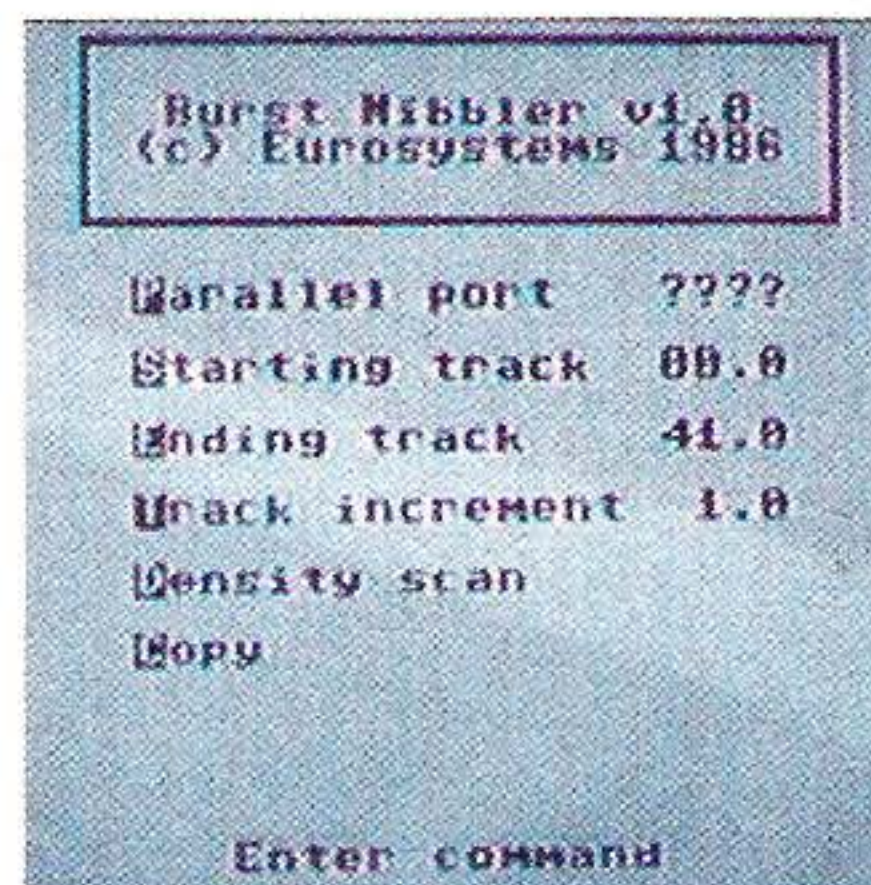 Burst Nibbler v1.0
(c) Eurosystems 1986
Parallel port ????
Starting track 00.0
Ending track 41.0
Track increment 1.0
Density scan
Copy
Enter command